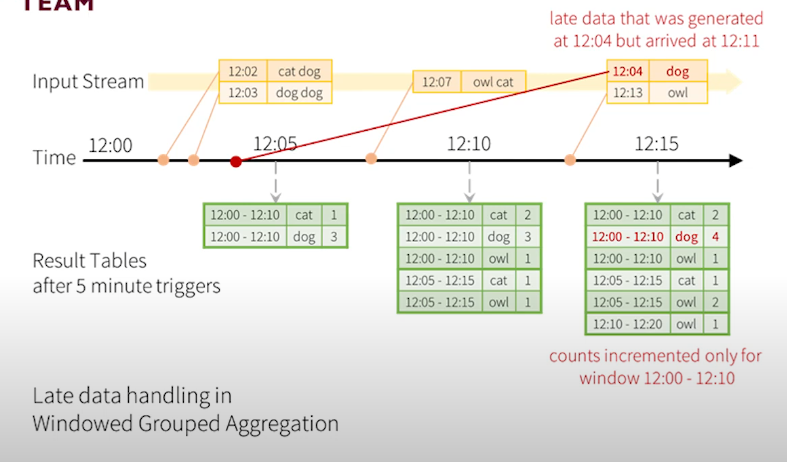 TEAM
late data that was generated
at 12:04 but arrived at 12:11
Input Stream
12:02 cat dog
12:03 dog dog
12:07 owl cat
12:04 dog
12:13 owl
Time
12:00
12:05
12:10
12:15
12:00 - 12:10 cat 1
12:00 - 12:10 dog 3
12:00 - 12:10 cat 2
12:00 - 12:10 dog 3
12:00 - 12:10 owl 1
12:05 - 12:15 cat 1
12:05 - 12:15 owl 1
12:00 - 12:10 cat 2
12:00 - 12:10 dog 4
12:00 - 12:10 owl 1
12:05 - 12:15 cat 1
12:05 - 12:15 owl 2
12:10 - 12:20 owl 1
Result Tables
after 5 minute triggers
counts incremented only for
window 12:00 - 12:10
Late data handling in
Windowed Grouped Aggregation